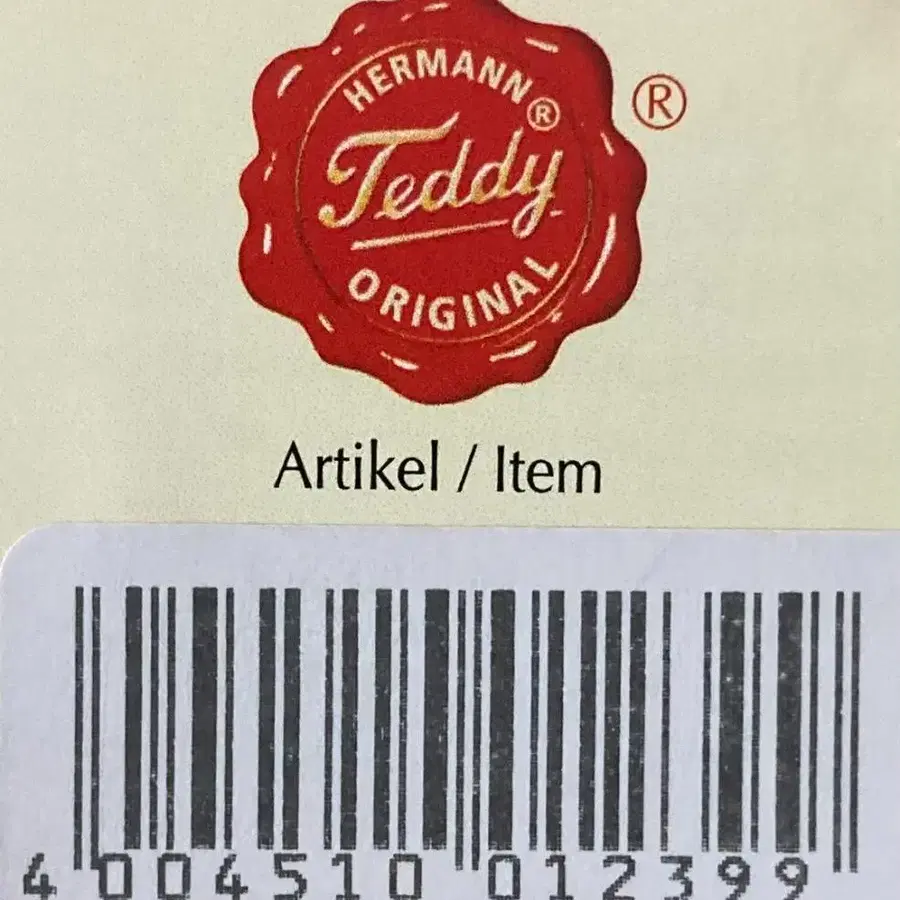 HERMANN®
Teddy
ORIGINAL
®
Artikel / Item
4 004510 012399